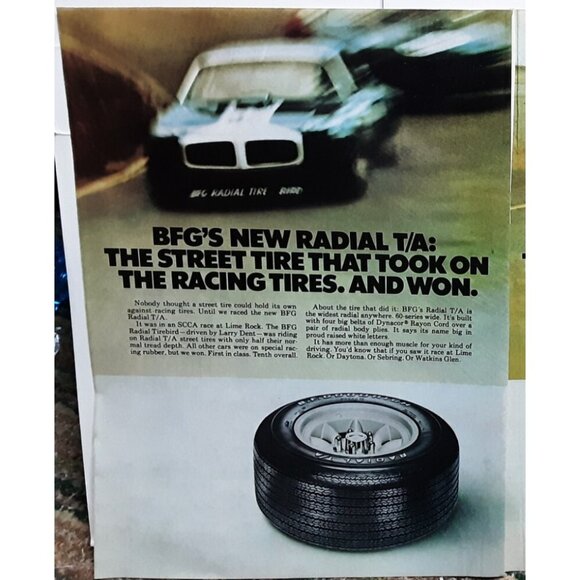 BFG RADIAL TIRE BIRD
BFG'S NEW RADIAL T/A:
THE STREET TIRE THAT TOOK ON
THE RACING TIRES. AND WON.
Nobody thought a street tire could hold its own
against racing tires. Until we raced the new BFG
Radial T/A.
It was in an SCCA race at Lime Rock. The BFG
Radial Tirebird—driven by Larry Dent—was riding
on Radial T/A street tires with only half their nor-
mal tread depth. All other cars were on special rac-
ing rubber, but we won. First in class. Tenth overall.
About the tire that did it: BFG's Radial T/A is
the widest radial anywhere. 60-series wide. It's built
with four big belts of Dynacor® Rayon Cord over a
pair of radial body plies. It says its name big in
proud raised white letters.
It has more than enough muscle for your kind of
driving. You'd know that if you saw it race at Lime
Rock. Or Daytona. Or Sebring. Or Watkins Glen.
RADIAL T/A